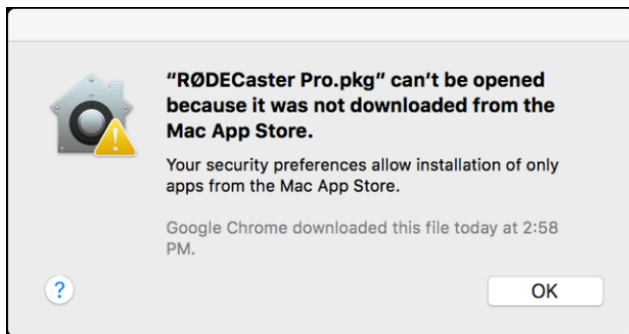 “RØDECaster Pro.pkg” can’t be opened
because it was not downloaded from the
Mac App Store.
Your security preferences allow installation of only
apps from the Mac App Store.
Google Chrome downloaded this file today at 2:58
PM.
?
OK